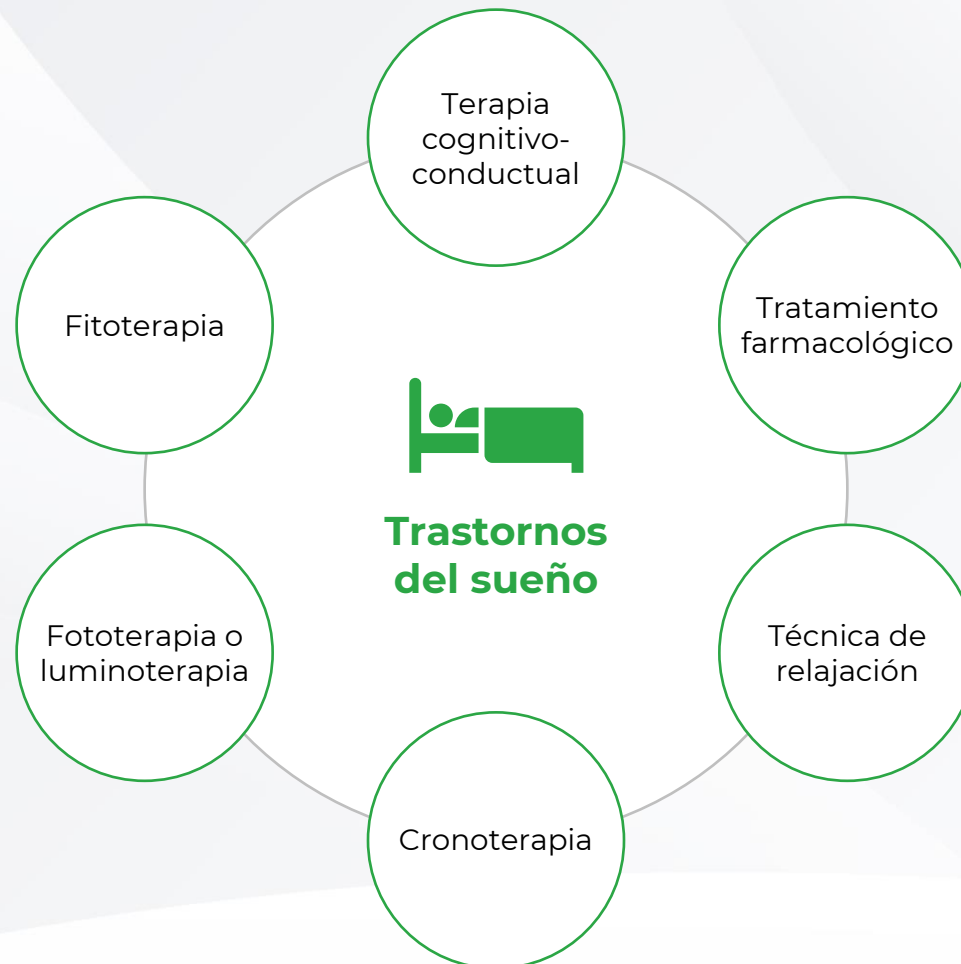 Terapia
cognitivo-
conductual
Tratamiento
farmacológico
Técnica de
relajación
Cronoterapia
Fototerapia o
luminoterapia
Fitoterapia
Trastornos
del sueño